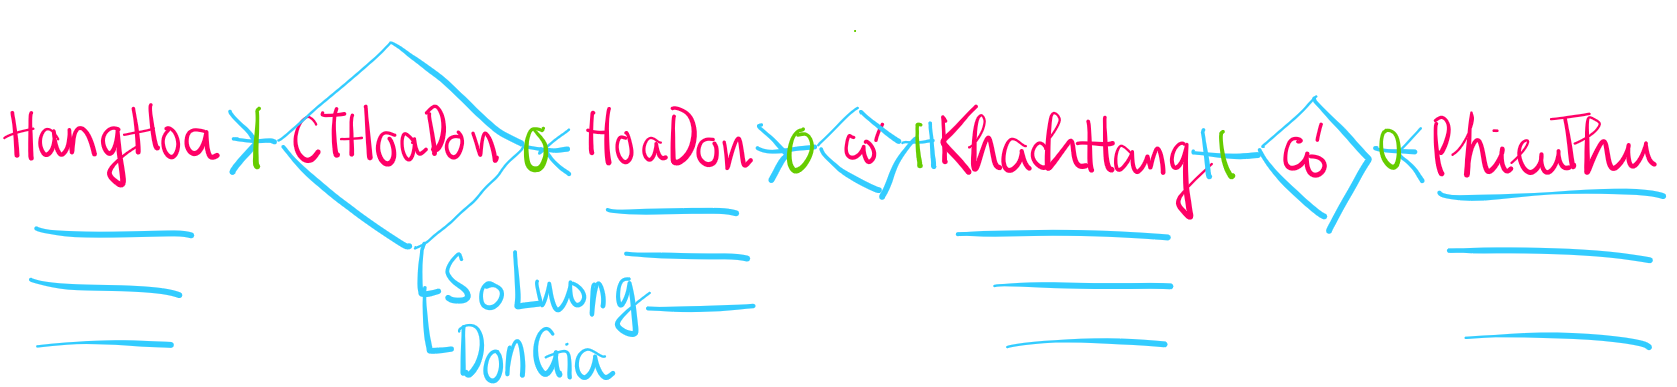 HangHoa CTHoaDon HoaDon có KhachHang có PhieuThu
SoLuong
DonGia